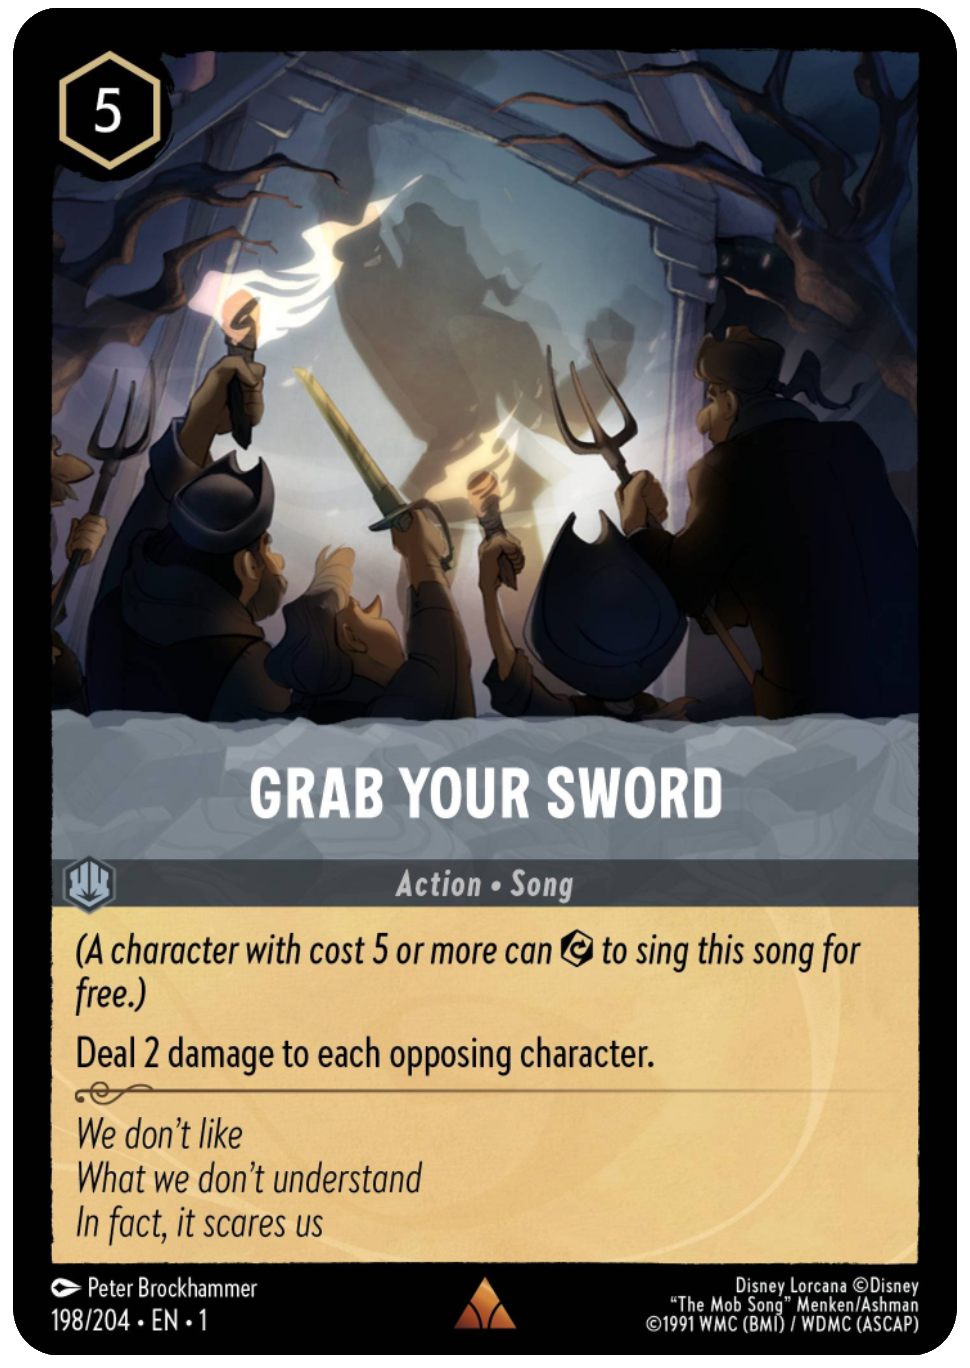 5
GRAB YOUR SWORD
Action • Song
(A character with cost 5 or more can to sing this song for
free.)
Deal 2 damage to each opposing character.
We don't like
What we don't understand
In fact, it scares us
Peter Brockhammer
198/204 • EN • 1
Disney Lorcana ©Disney
"The Mob Song" Menken/Ashman
©1991 WMC (BMI) / WDMC (ASCAP)